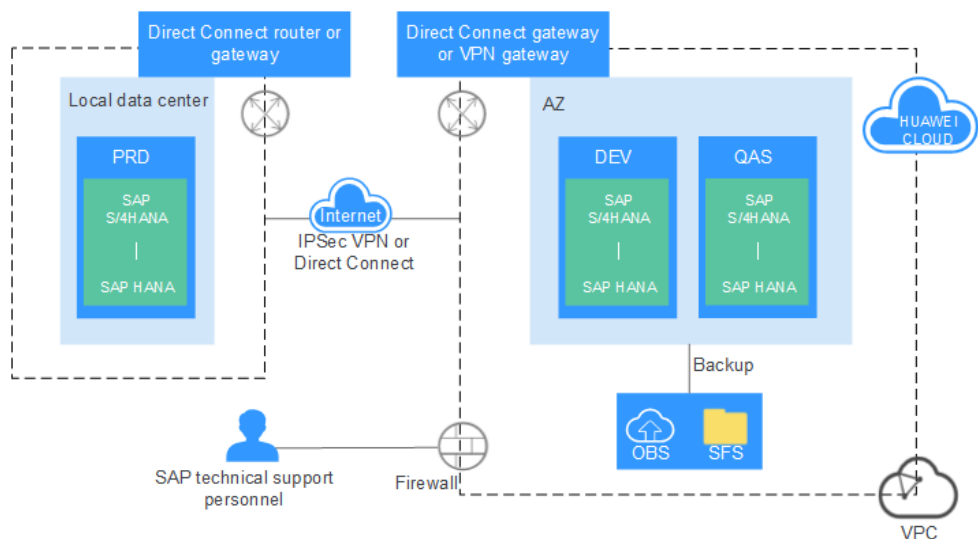 Direct Connect router or
gateway
Direct Connect gateway
or VPN gateway
Local data center
AZ
HUAWEI
CLOUD
PRD
SAP
S/4HANA
SAP HANA
DEV
SAP
S/4HANA
SAP HANA
QAS
SAP
S/4HANA
SAP HANA
Internet
IPSec VPN or
Direct Connect
Backup
OBS
SFS
SAP technical support
personnel
Firewall
VPC